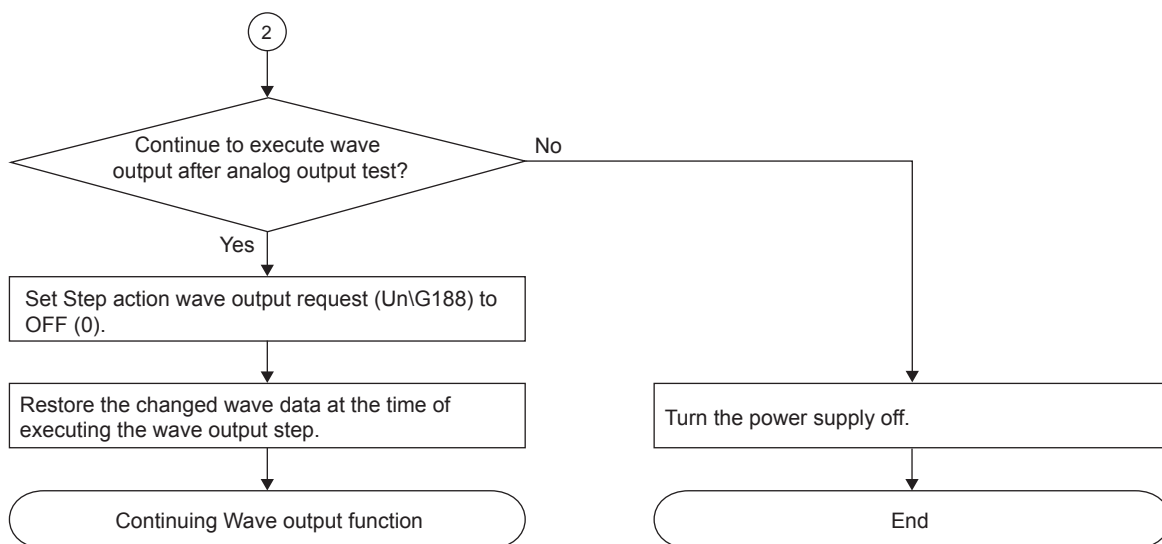 2
Continue to execute wave
output after analog output test?
No
Yes
Set Step action wave output request (Un\G188) to
OFF (0).
Restore the changed wave data at the time of
executing the wave output step.
Turn the power supply off.
Continuing Wave output function
End